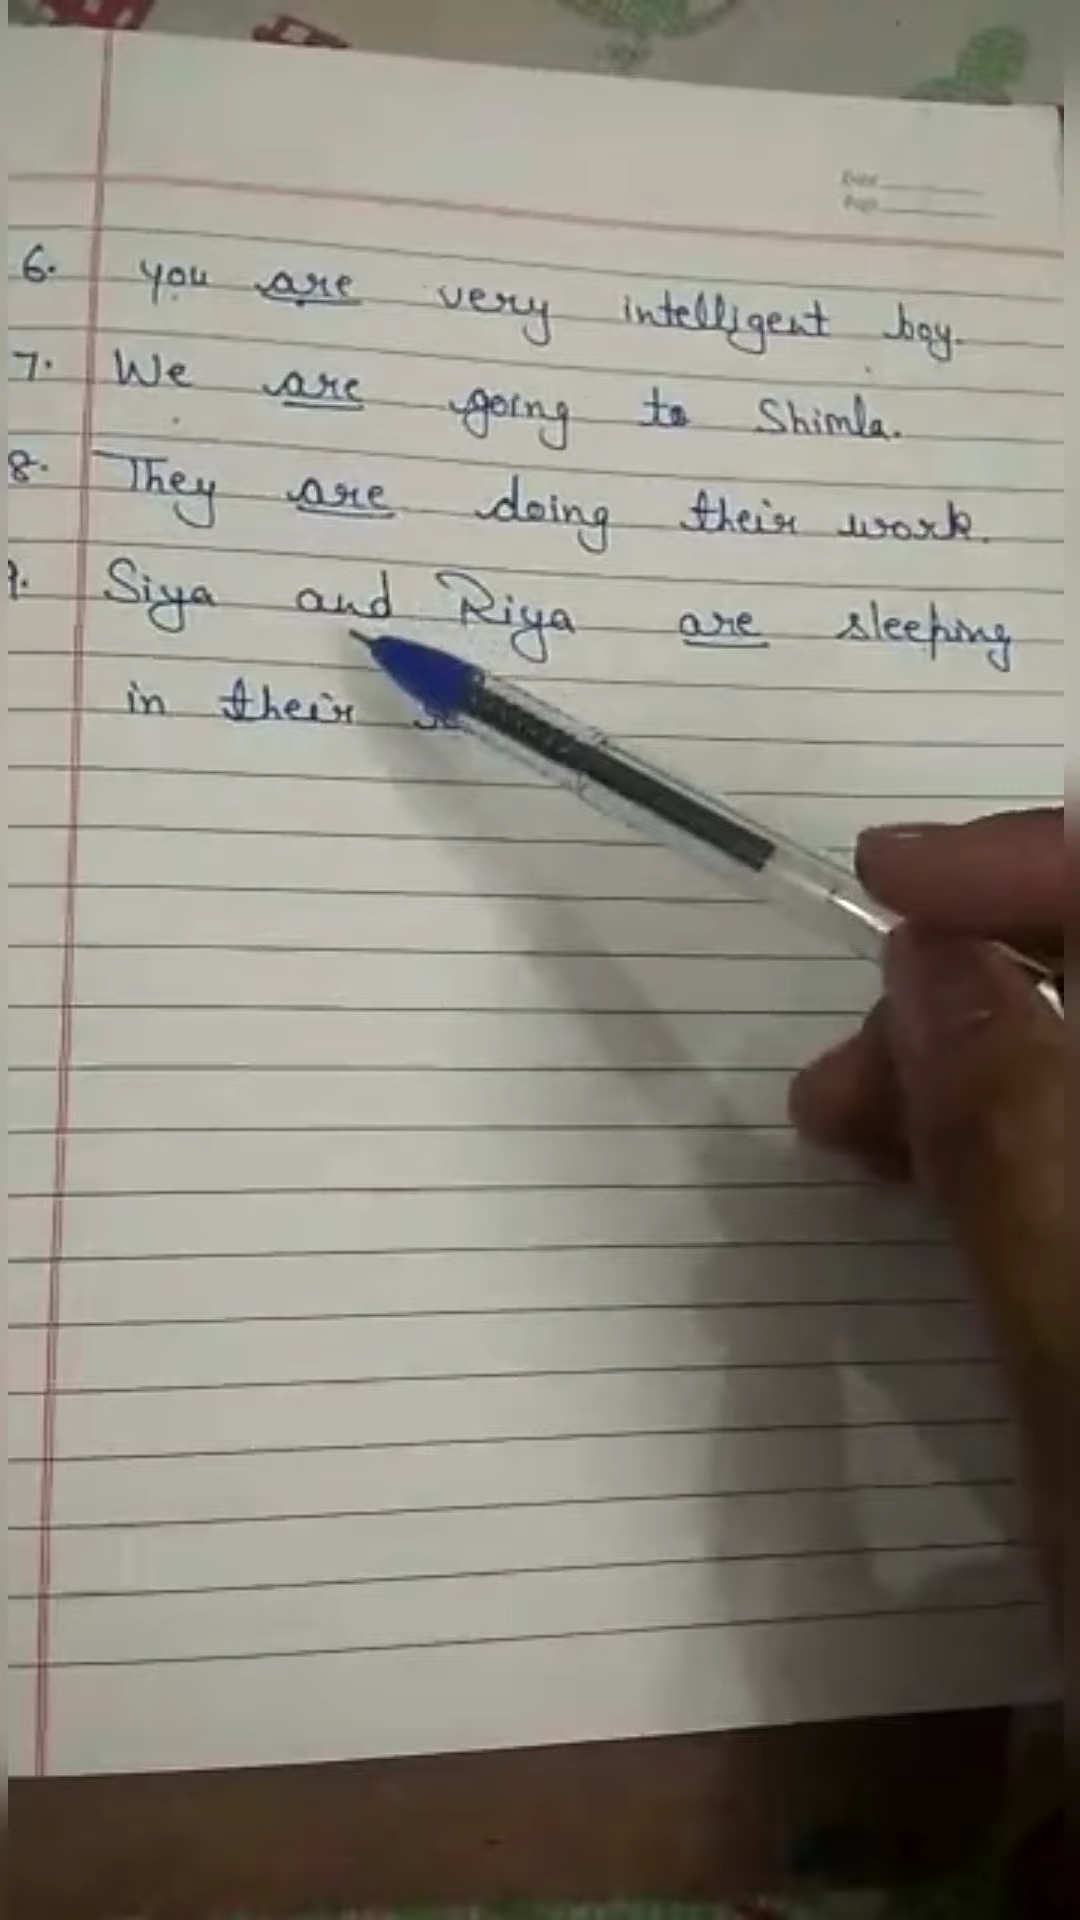 Date
Page
6. you are very intelligent boy.
7. We are going to Shimla.
8. They are doing their work.
9. Siya and Riya are sleeping
in their